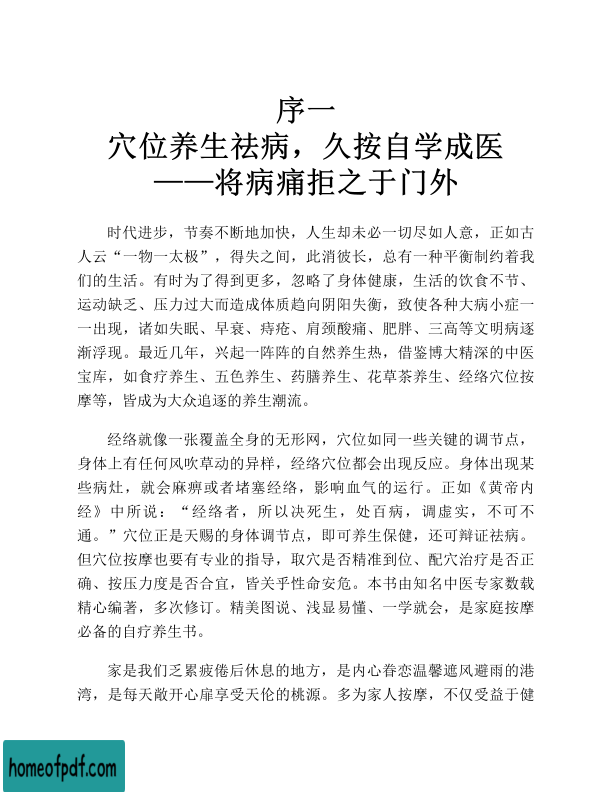 序一
穴位养生祛病，久按自学成医
——将病痛拒之于门外
时代进步，节奏不断地加快，人生却未必一切尽如人意，正如古
人云“一物一太极”，得失之间，此消彼长，总有一种平衡制约着我
们的生活。有时为了得到更多，忽略了身体健康，生活的饮食不节、
运动缺乏、压力过大而造成体质趋向阴阳失衡，致使各种大病小症一
一出现，诸如失眠、早衰、痔疮、肩颈酸痛、肥胖、三高等文明病逐
渐浮现。最近几年，兴起一阵阵的自然养生热，借鉴博大精深的中医
宝库，如食疗养生、五色养生、药膳养生、花草茶养生、经络穴位按
摩等，皆成为大众追逐的养生潮流。
经络就像一张覆盖全身的无形网，穴位如同一些关键的调节点，
身体上有任何风吹草动的异样，经络穴位都会出现反应。身体出现某
些病灶，就会麻痹或者堵塞经络，影响血气的运行。正如《黄帝内
经》中所说：“经络者，所以决死生，处百病，调虚实，不可不
通。”穴位正是天赐的身体调节点，即可养生保健，还可辩证祛病。
但穴位按摩也要有专业的指导，取穴是否精准到位、配穴治疗是否正
确、按压力度是否合宜，皆关乎性命安危。本书由知名中医专家数载
精心编著，多次修订。精美图说、浅显易懂、一学就会，是家庭按摩
必备的自疗养生书。
家是我们乏累疲倦后休息的地方，是内心眷恋温馨遮风避雨的港
湾，是每天敞开心扉享受天伦的桃源。多为家人按摩，不仅受益于健
homeofpdf.com